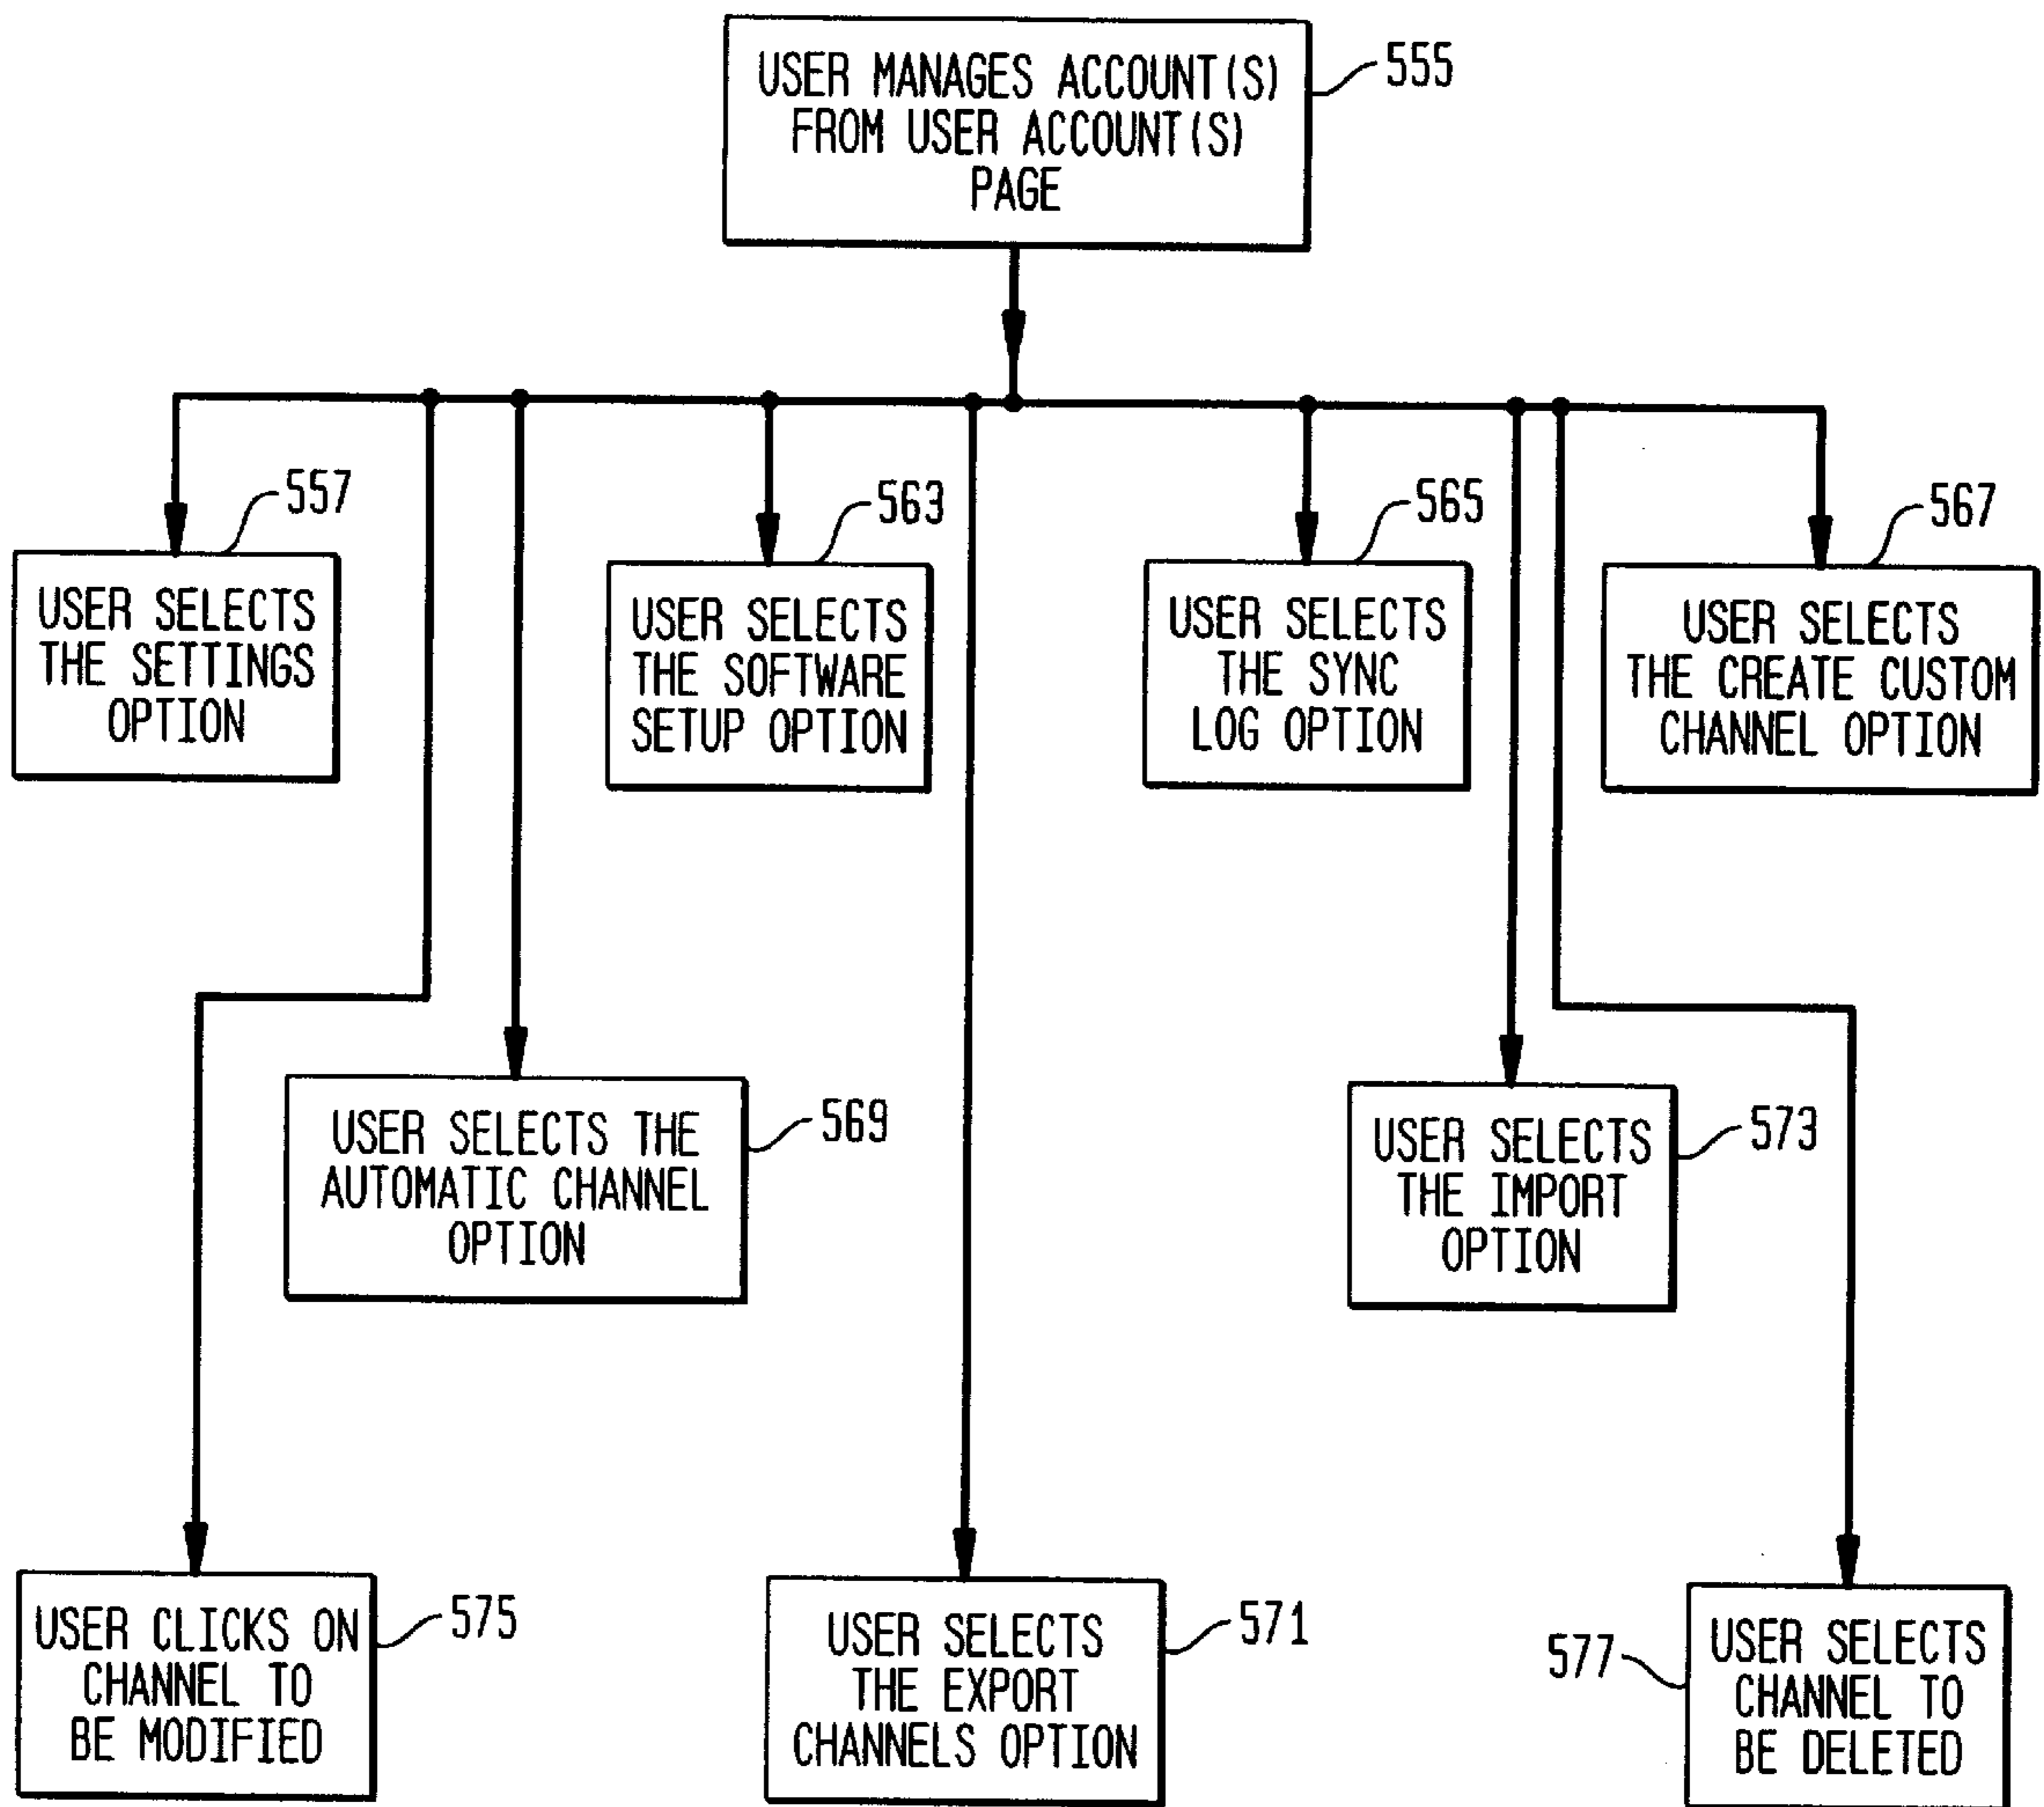 USER MANAGES ACCOUNT(S)
FROM USER ACCOUNT(S)
PAGE
555
557
USER SELECTS
THE SETTINGS
OPTION
563
USER SELECTS
THE SOFTWARE
SETUP OPTION
565
USER SELECTS
THE SYNC
LOG OPTION
567
USER SELECTS
THE CREATE CUSTOM
CHANNEL OPTION
569
USER SELECTS THE
AUTOMATIC CHANNEL
OPTION
573
USER SELECTS
THE IMPORT
OPTION
575
USER CLICKS ON
CHANNEL TO
BE MODIFIED
571
USER SELECTS
THE EXPORT
CHANNELS OPTION
577
USER SELECTS
CHANNEL TO
BE DELETED